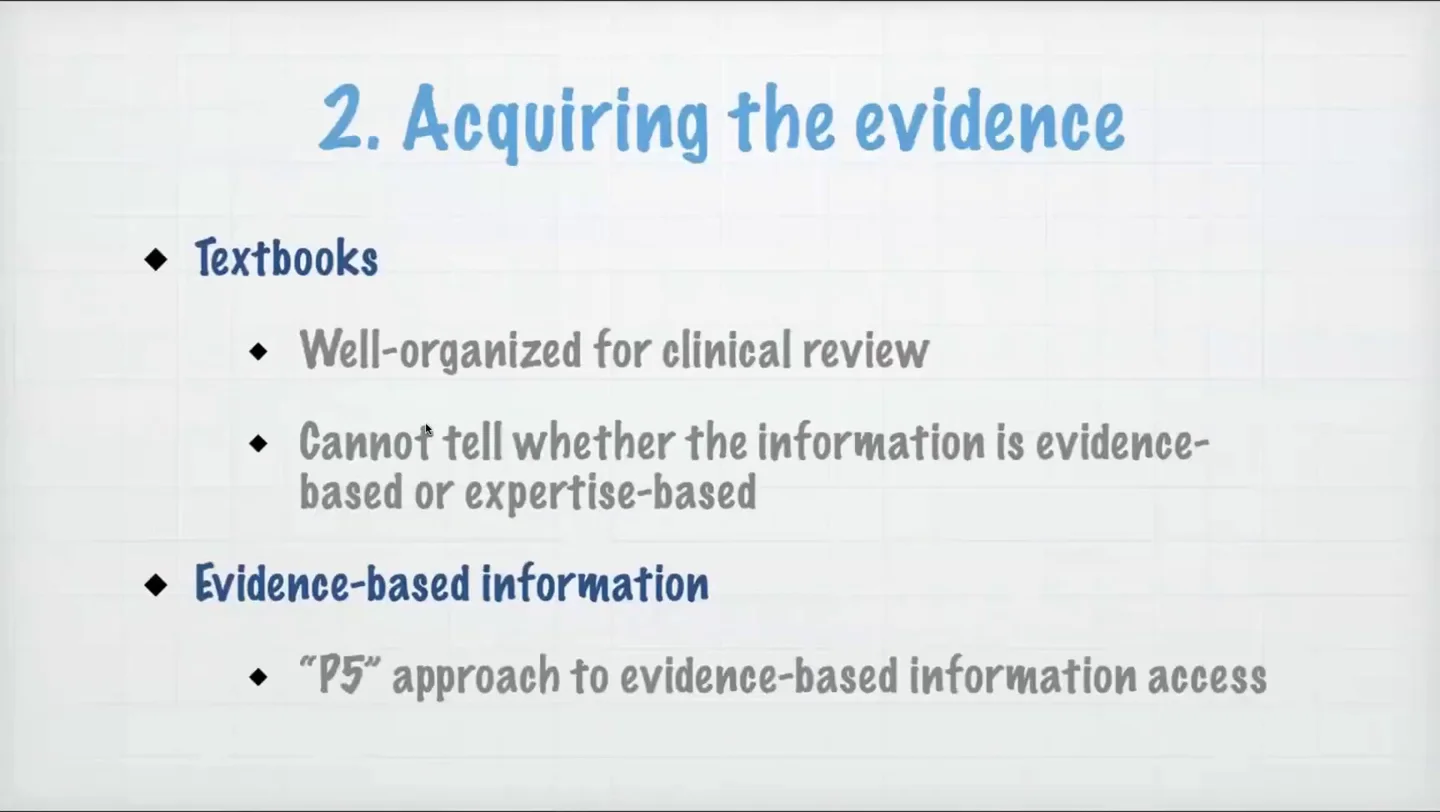 2. Acquiring the evidence
Textbooks
Well-organized for clinical review
Cannot tell whether the information is evidence-
based or expertise-based
Evidence-based information
“P5” approach to evidence-based information access